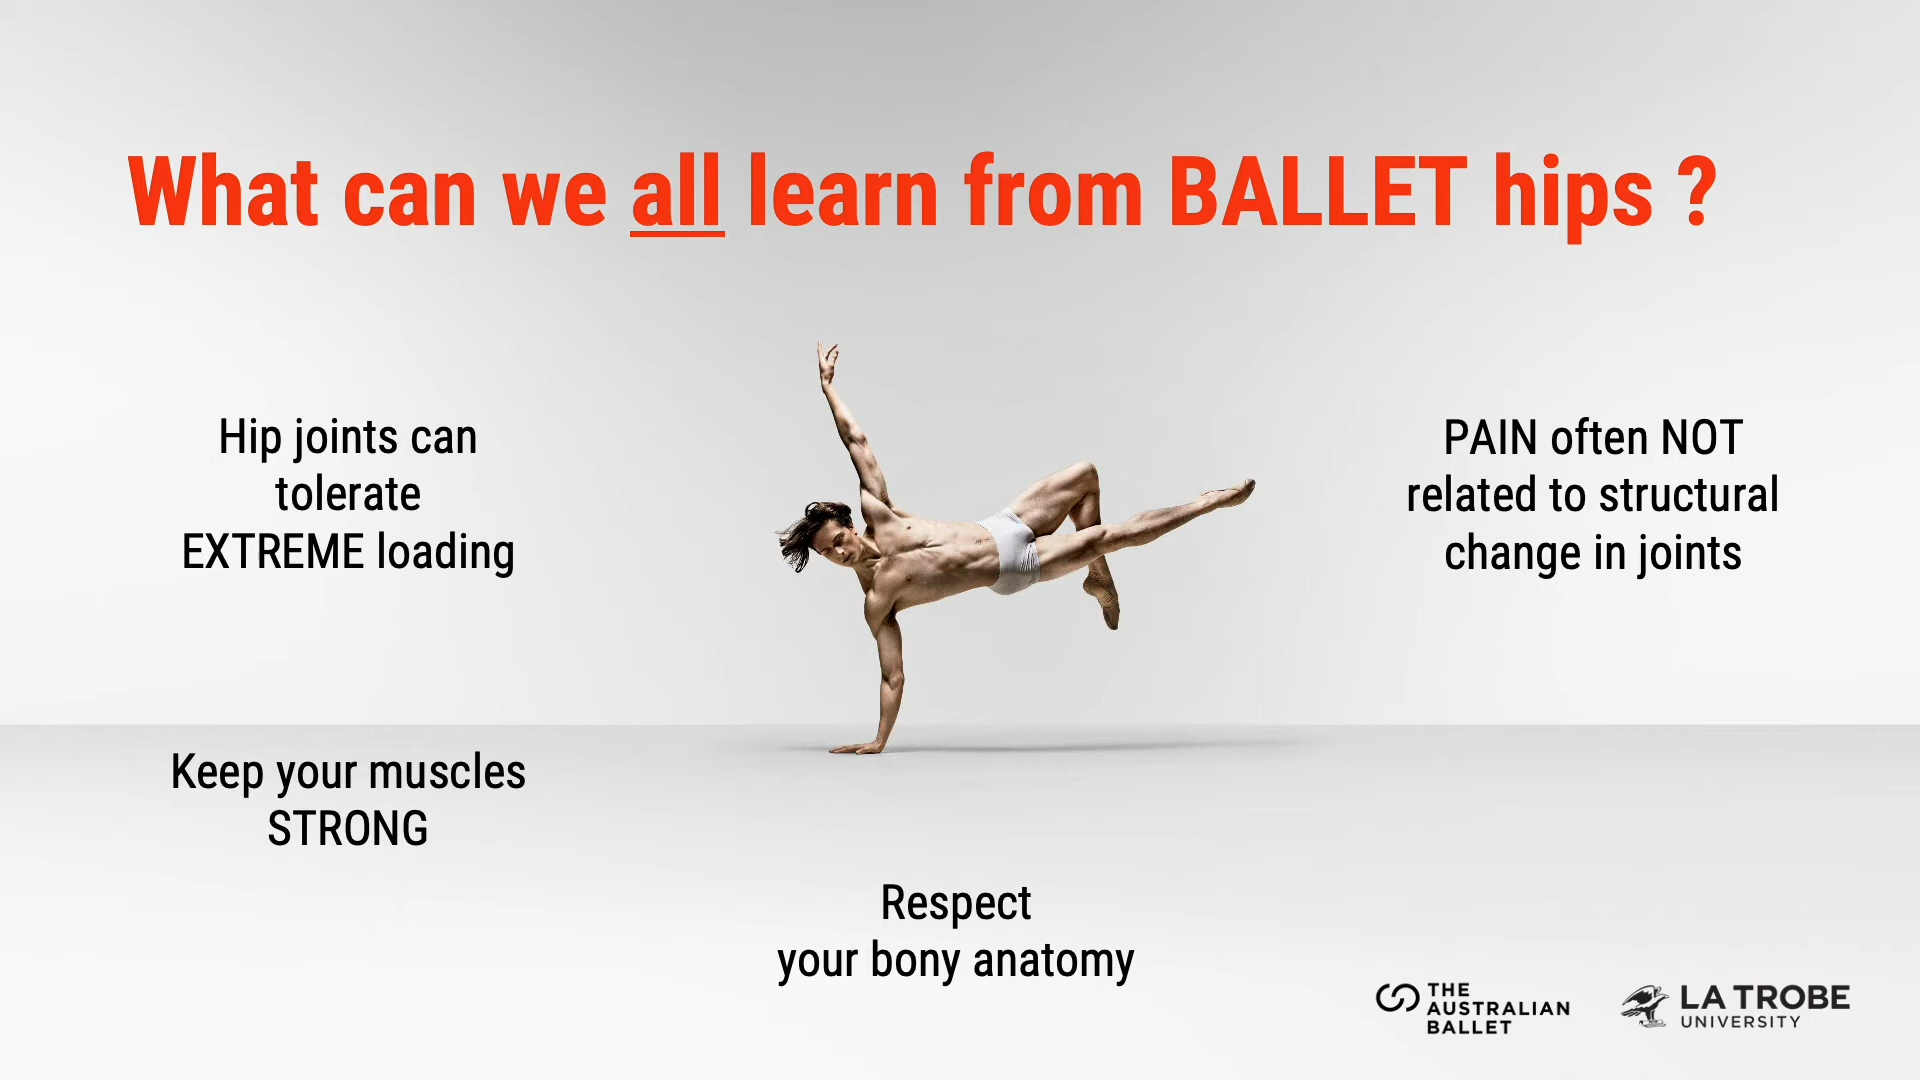 What can we all learn from BALLET hips ?
Hip joints can
tolerate
EXTREME loading
PAIN often NOT
related to structural
change in joints
Keep your muscles
STRONG
Respect
your bony anatomy
THE
AUSTRALIAN
BALLET
LA TROBE
UNIVERSITY